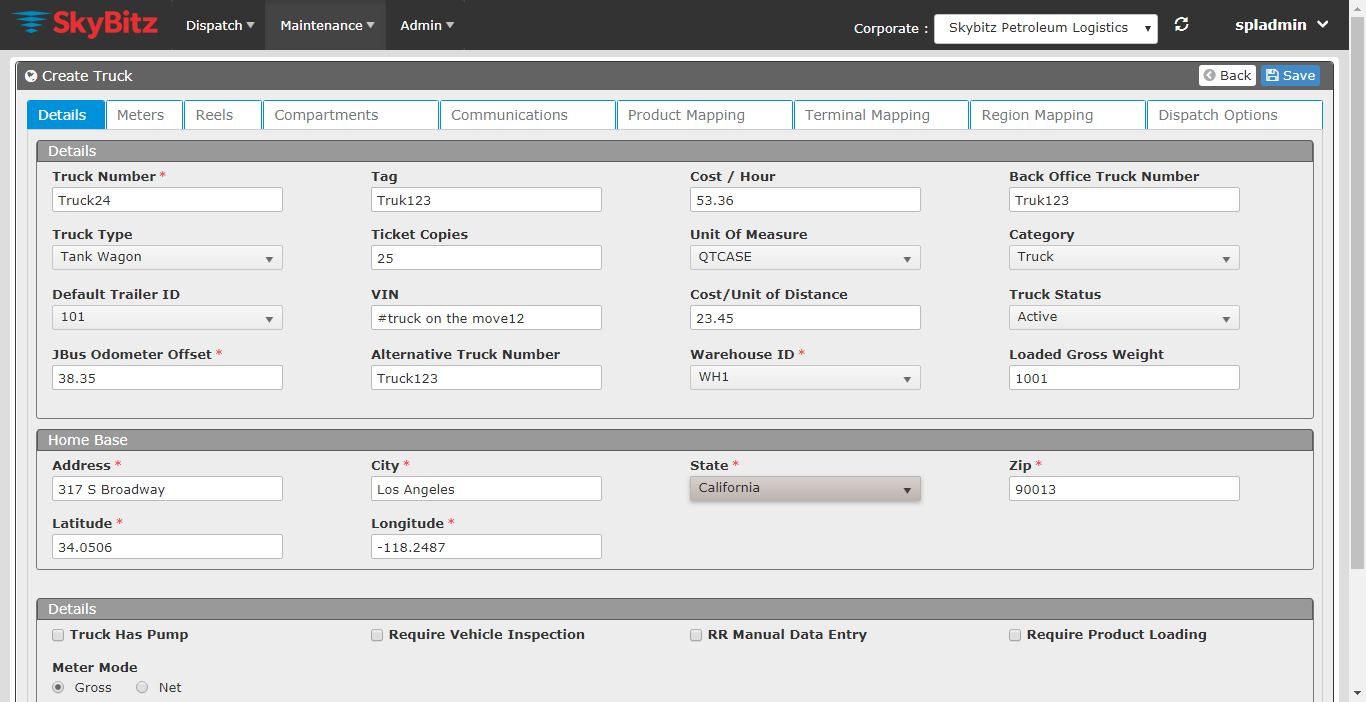 SkyBitz Dispatch Maintenance Admin Corporate : Skybitz Petroleum Logistics spladmin
Create Truck Back Save
Details Meters Reels Compartments Communications Product Mapping Terminal Mapping Region Mapping Dispatch Options
Details
Truck Number * Tag Cost / Hour Back Office Truck Number
Truck24 Truk123 53.36 Truk123
Truck Type Ticket Copies Unit Of Measure Category
Tank Wagon 25 QTCASE Truck
Default Trailer ID VIN Cost/Unit of Distance Truck Status
101 #truck on the move12 23.45 Active
JBus Odometer Offset * Alternative Truck Number Warehouse ID * Loaded Gross Weight
38.35 Truck123 WH1 1001
Home Base
Address * City * State * Zip *
317 S Broadway Los Angeles California 90013
Latitude * Longitude *
34.0506 -118.2487
Details
Truck Has Pump Require Vehicle Inspection RR Manual Data Entry Require Product Loading
Meter Mode
Gross Net